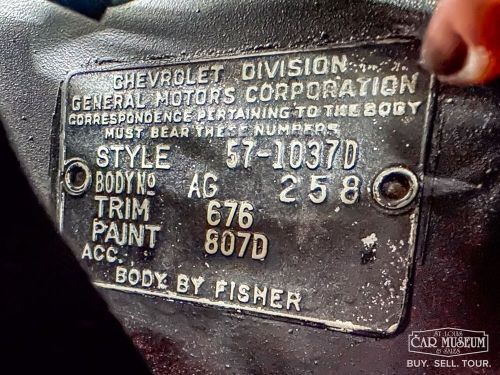 CHEVROLET DIVISION
GENERAL MOTORS CORPORATION
CORRESPONDENCE PERTAINING TO THE BODY
MUST BEAR THESE NUMBERS
STYLE 57-1037D
BODY NO AG 258
TRIM 676
PAINT 807D
ACC.
BODY BY FISHER
ST. LOUIS
CAR MUSEUM
& SALES
BUY. SELL. TOUR.